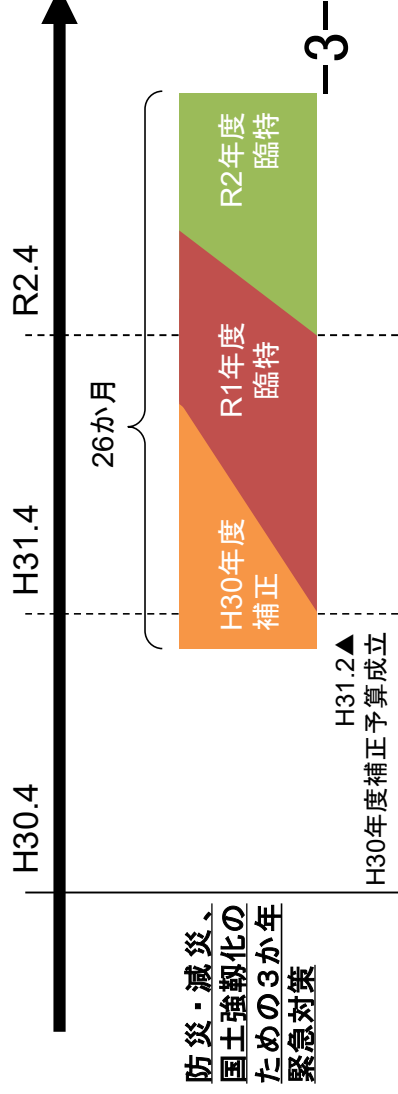 H30.4
H31.4
R2.4
26か月
防災・減災、
国土強靱化の
ための3か年
緊急対策
H30年度
補正
R1年度
臨特
R2年度
臨特
H31.2▲
H30年度補正予算成立
−3−